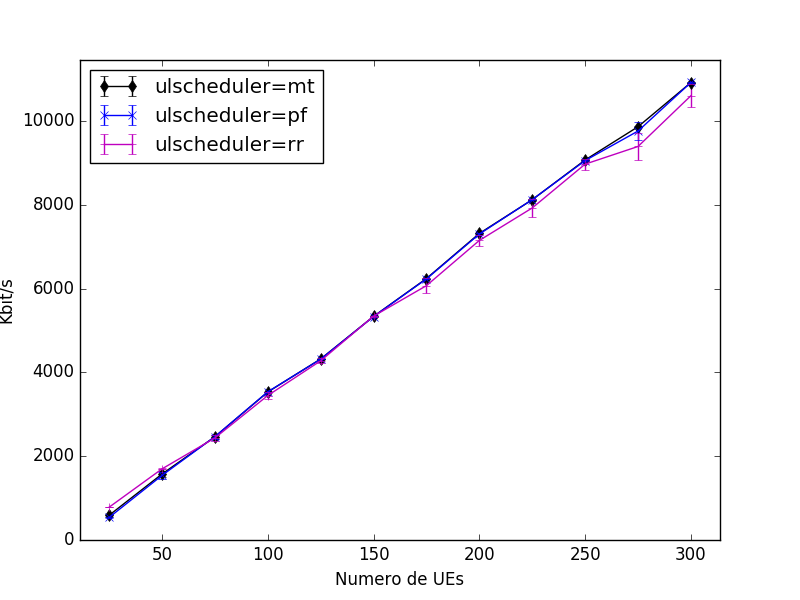 ulscheduler=mt
ulscheduler=pf
ulscheduler=rr
10000
8000
6000
4000
2000
0
Kbit/s
50 100 150 200 250 300
Numero de UEs